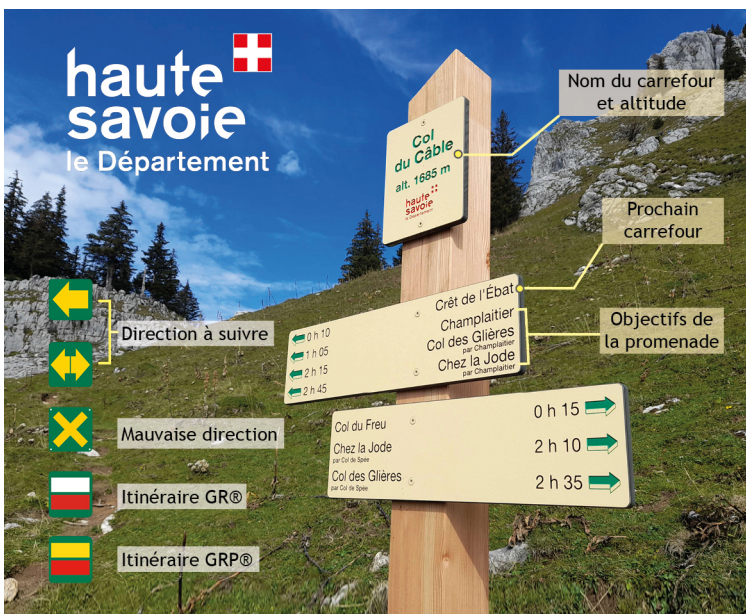 haute
savoie
le Département
Nom du carrefour
et altitude
Col
du Câble
alt. 1685 m
haute
savoie
le Département
Prochain
carrefour
Crêt de l'Ébat
Champlaitier
Col des Glières
par Champlaitier
Chez la Jode
par Champlaitier
0 h 10
1 h 05
2 h 15
2 h 45
Objectifs de
la promenade
Direction à suivre
Col du Freu
0 h 15
Chez la Jode
par Col de Spée
2 h 10
Col des Glières
par Col de Spée
2 h 35
Mauvaise direction
Itinéraire GR®
Itinéraire GRP®